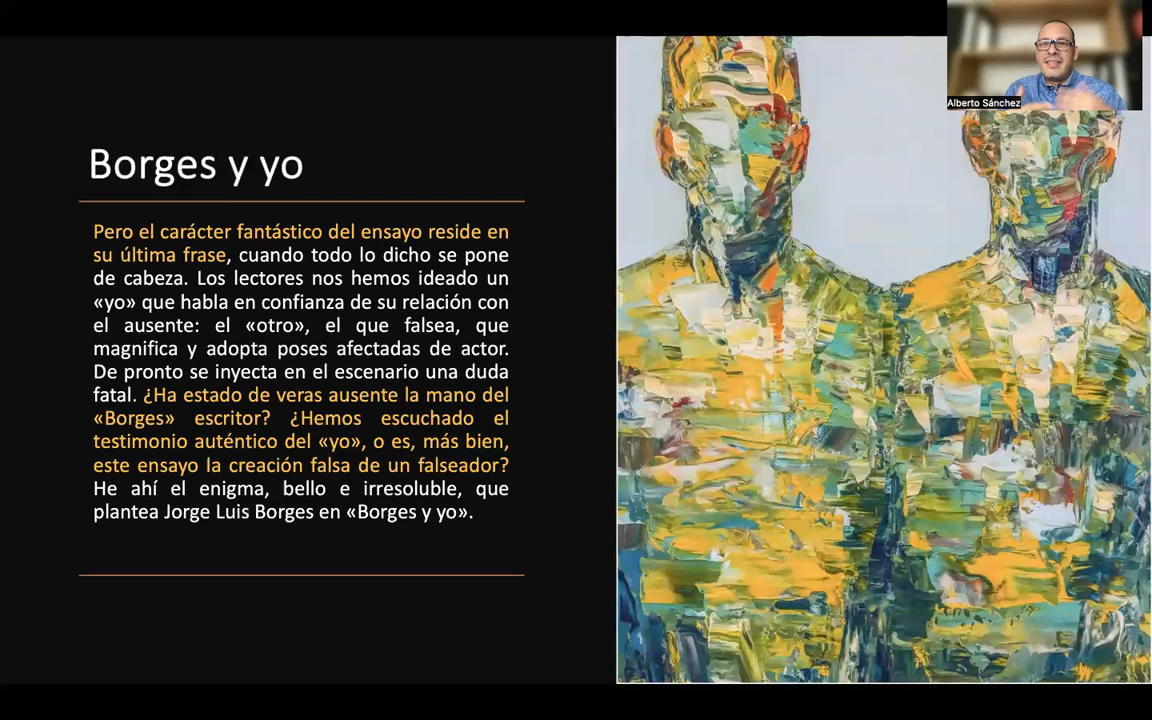 Alberto Sánchez
Borges y yo
Pero el carácter fantástico del ensayo reside en
su última frase, cuando todo lo dicho se pone
de cabeza. Los lectores nos hemos ideado un
«yo» que habla en confianza de su relación con
el ausente: el «otro», el que falsea, que
magnifica y adopta poses afectadas de actor.
De pronto se inyecta en el escenario una duda
fatal. ¿Ha estado de veras ausente la mano del
«Borges» escritor? ¿Hemos escuchado el
testimonio auténtico del «yo», o es, más bien,
este ensayo la creación falsa de un falseador?
He ahí el enigma, bello e irresoluble, que
plantea Jorge Luis Borges en «Borges y yo».